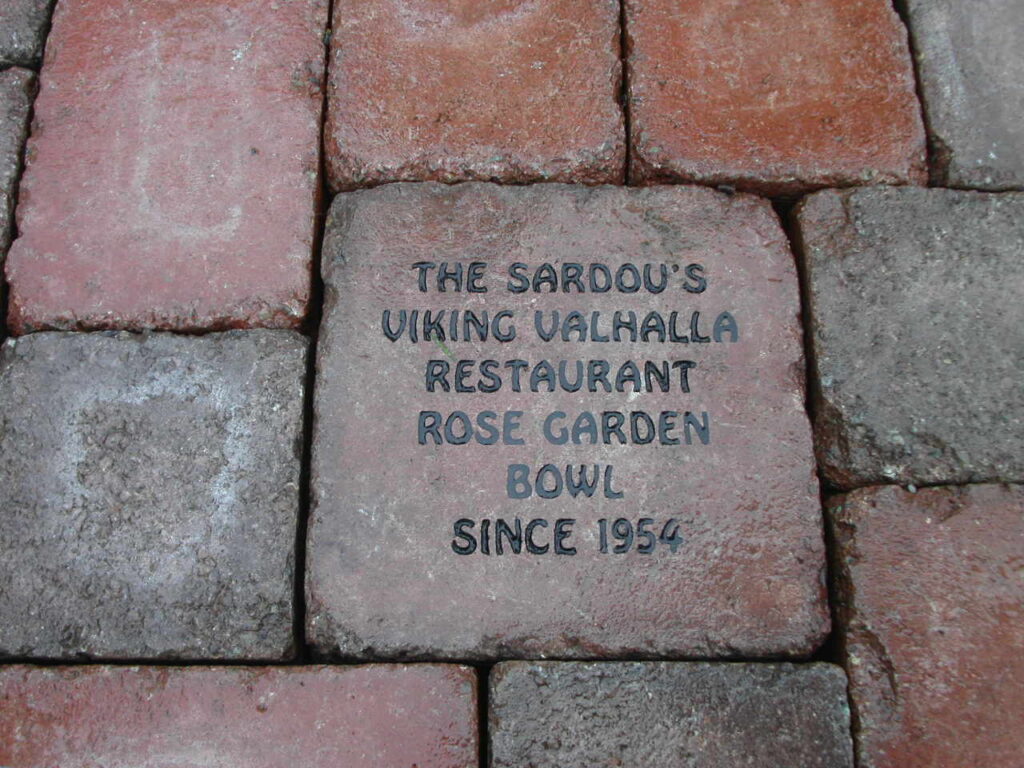 THE SARDOU'S
VIKING VALHALLA
RESTAURANT
ROSE GARDEN
BOWL
SINCE 1954